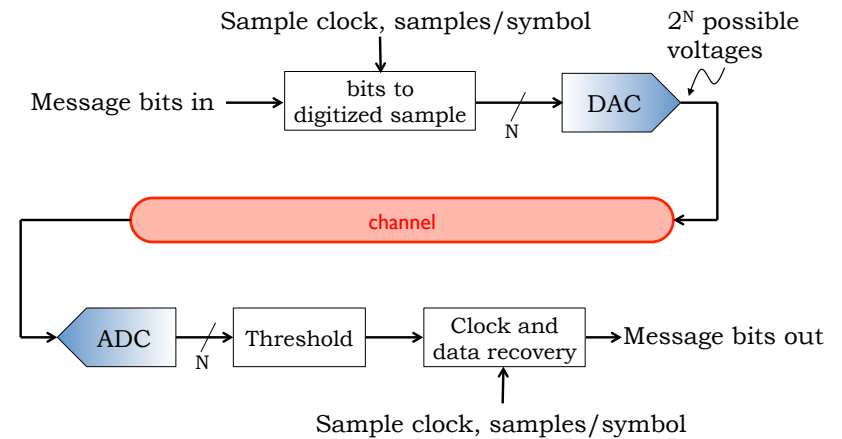 Sample clock, samples/symbol
2ᴺ possible
voltages
Message bits in
bits to
digitized sample
N
DAC
channel
ADC
N
Threshold
Clock and
data recovery
Message bits out
Sample clock, samples/symbol